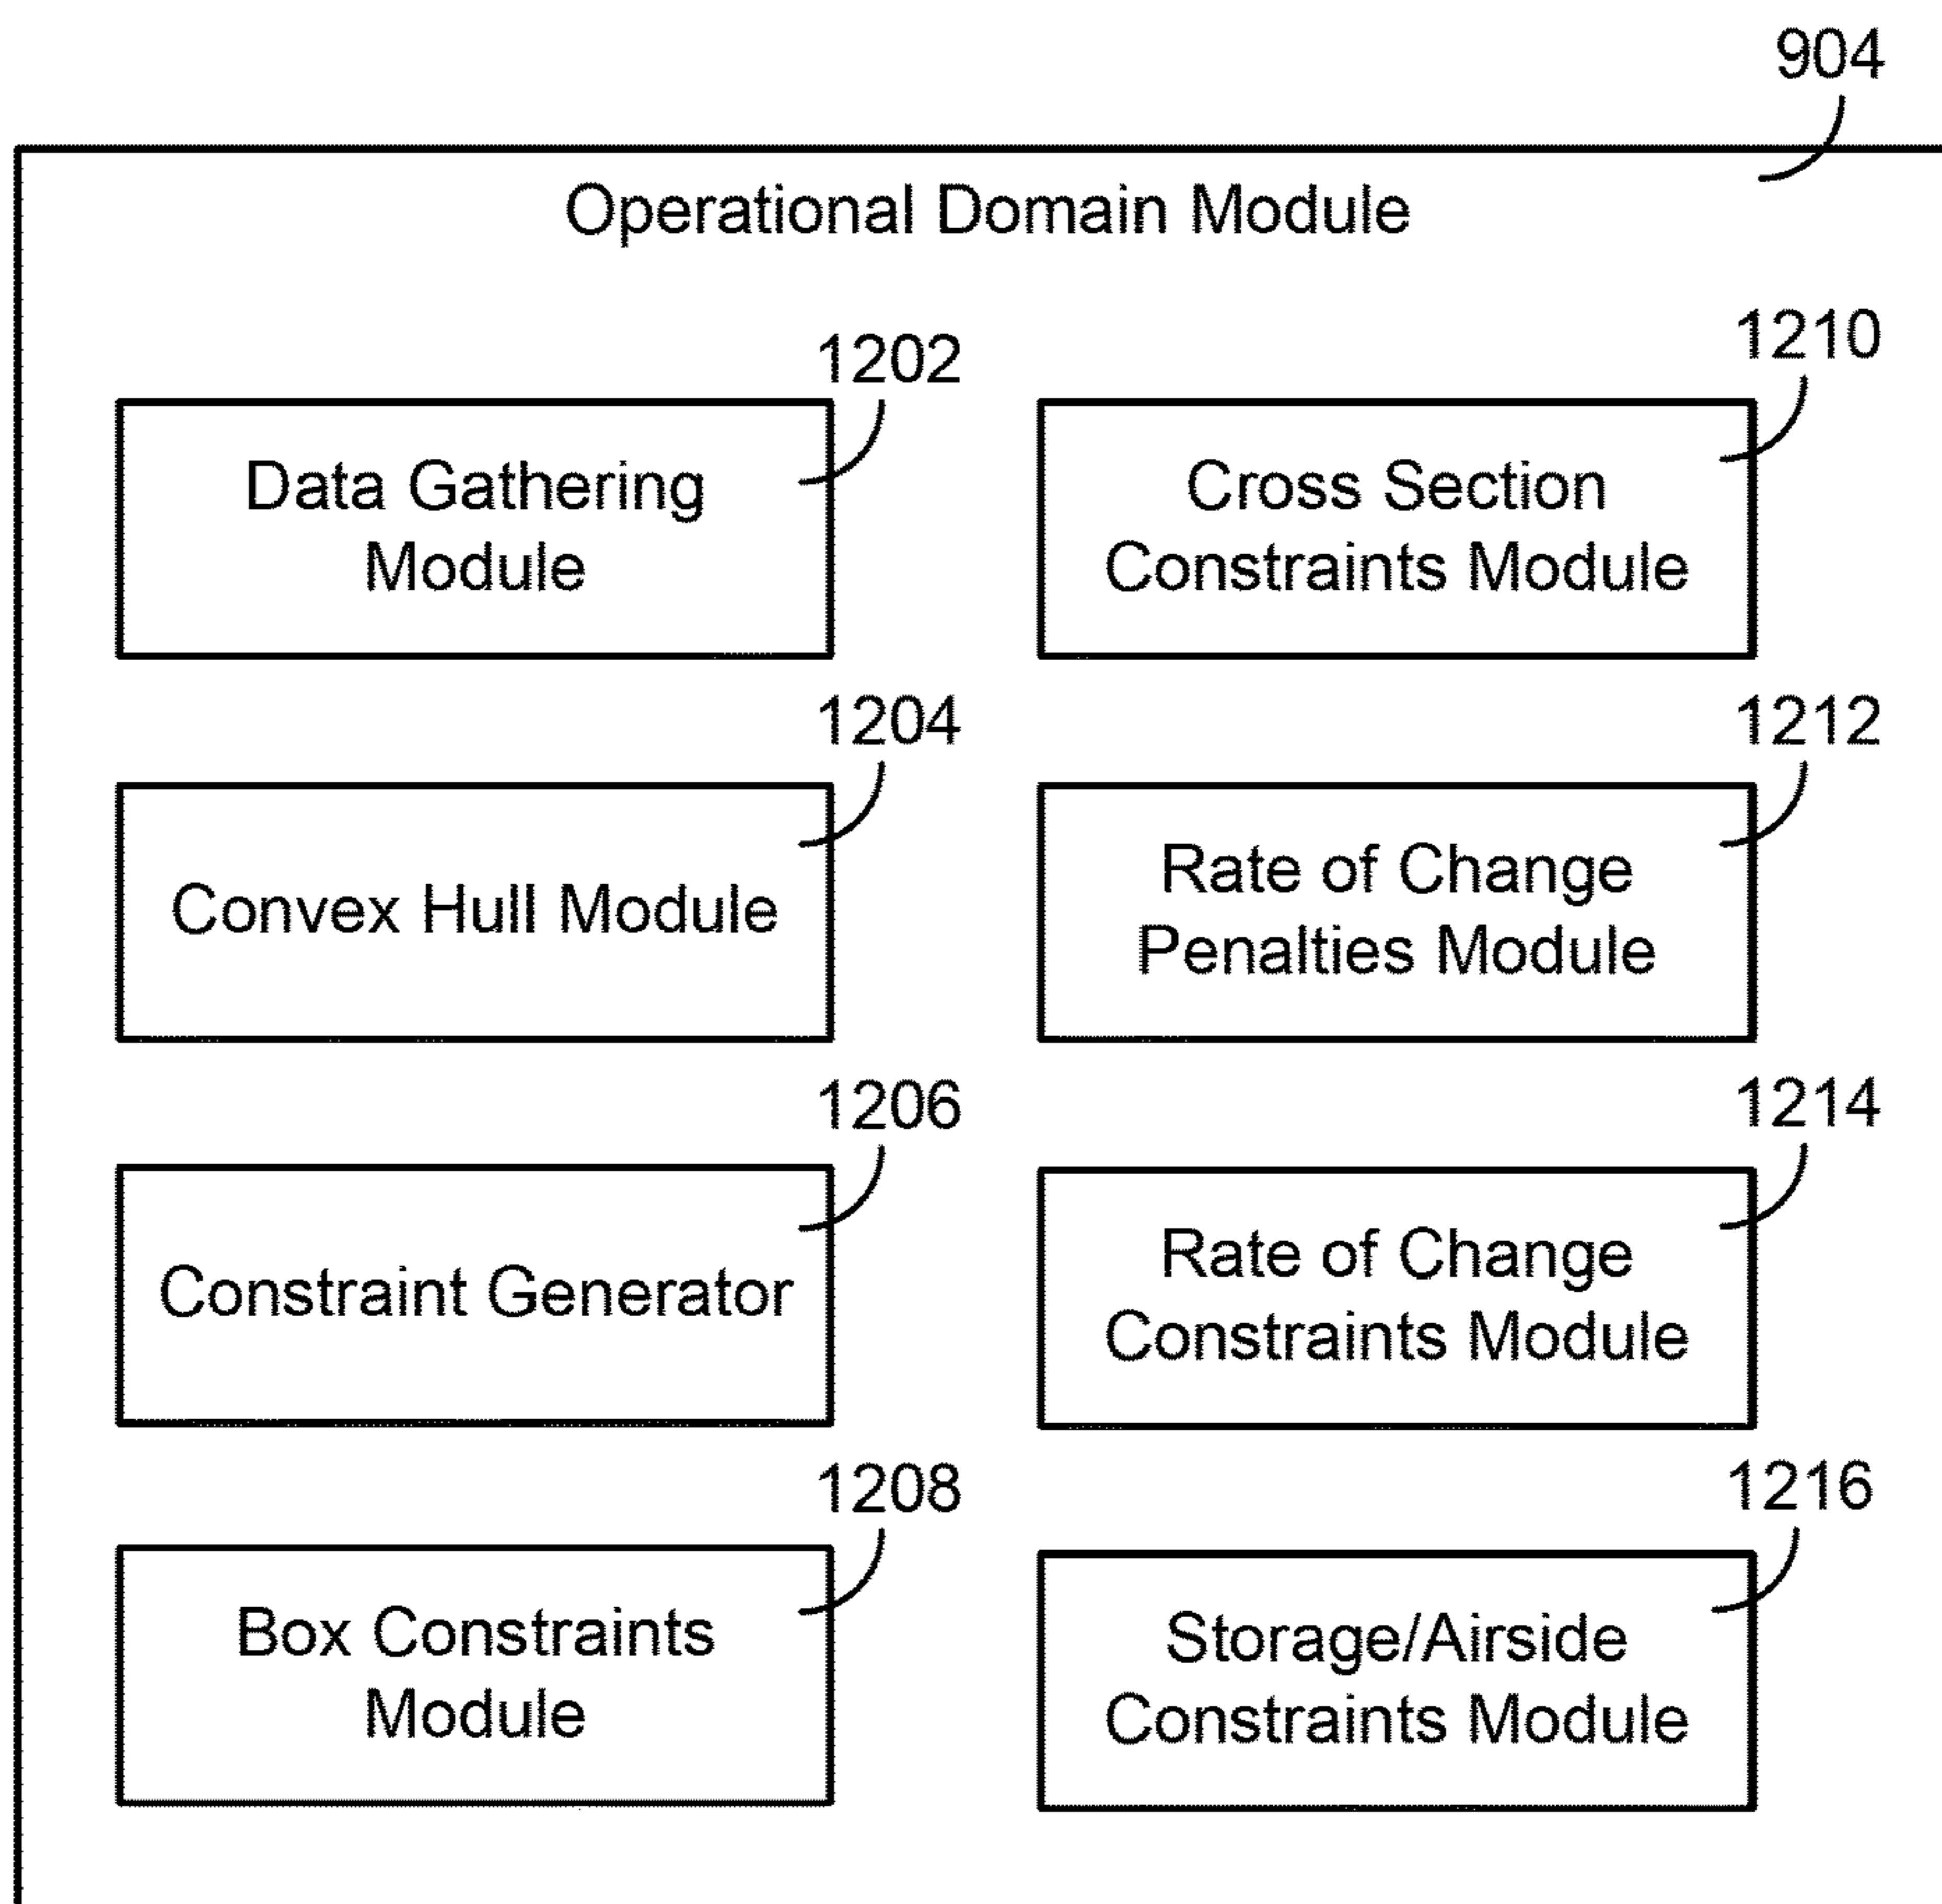 904
Operational Domain Module
1202
Data Gathering
Module
1210
Cross Section
Constraints Module
1204
Convex Hull Module
1212
Rate of Change
Penalties Module
1206
Constraint Generator
1214
Rate of Change
Constraints Module
1208
Box Constraints
Module
1216
Storage/Airside
Constraints Module